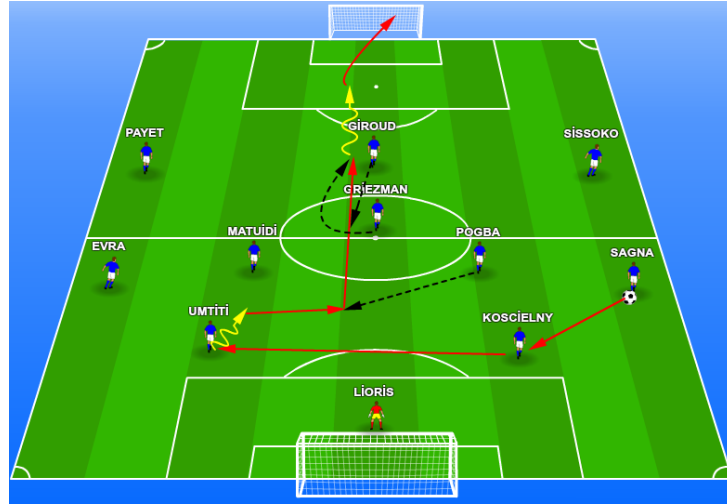 GİROUD
PAYET
SİSSOKO
GRİEZMAN
MATUİDİ
POGBA
EVRA
SAGNA
UMTİTİ
KOSCİELNY
LİORİS